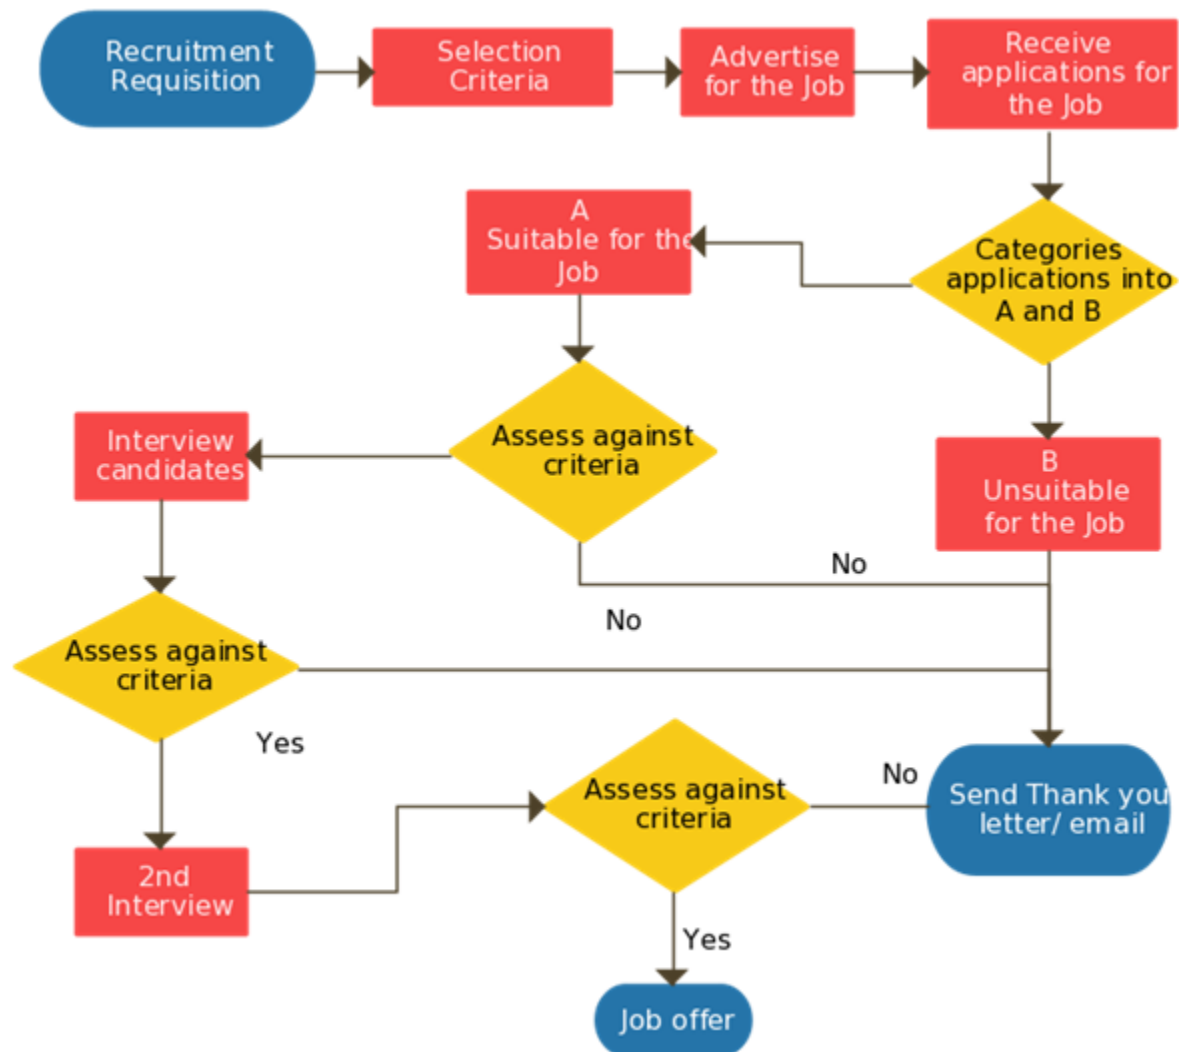 Recruitment
Requisition
Selection
Criteria
Advertise
for the Job
Receive
applications for
the Job
Categories
applications into
A and B
A
Suitable for the
Job
Assess against
criteria
Interview
candidates
B
Unsuitable
for the Job
No
No
Assess against
criteria
Yes
2nd
Interview
Assess against
criteria
No
Send Thank you
letter/ email
Yes
Job offer